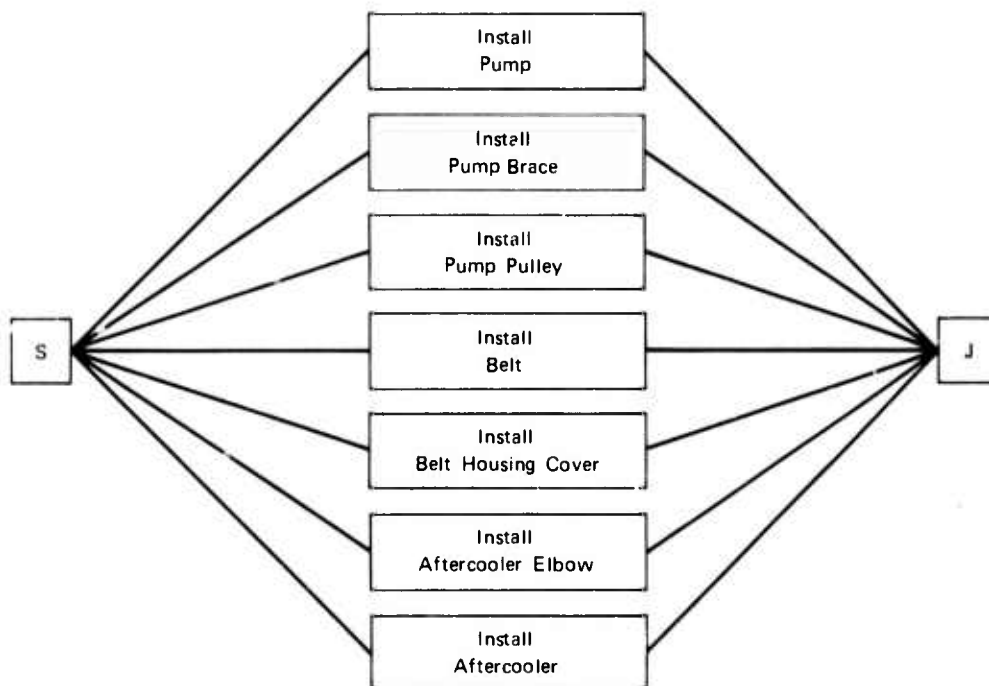 Install
Pump
Install
Pump Brace
Install
Pump Pulley
S
Install
Belt
J
Install
Belt Housing Cover
Install
Aftercooler Elbow
Install
Aftercooler